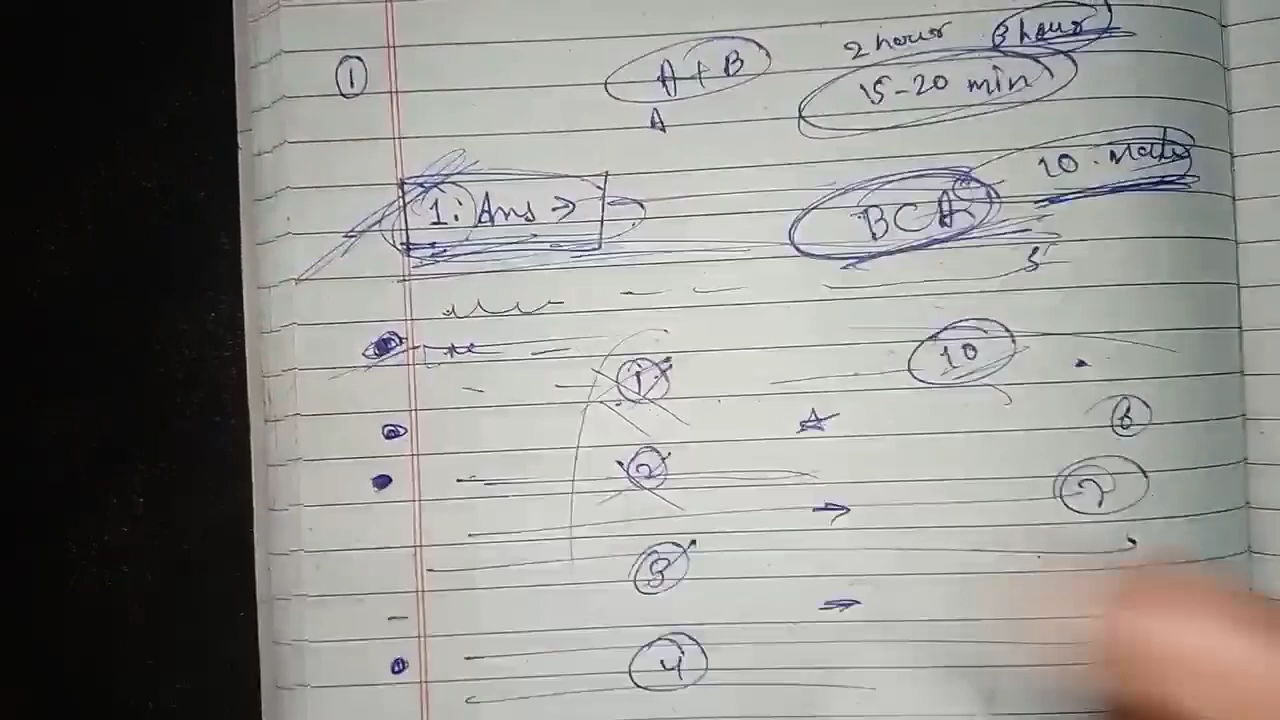 2 hour 3 hour
① A + B 15-20 min
A
10.
1: Ans → BCA
5
10
①
6
②
7
③
④